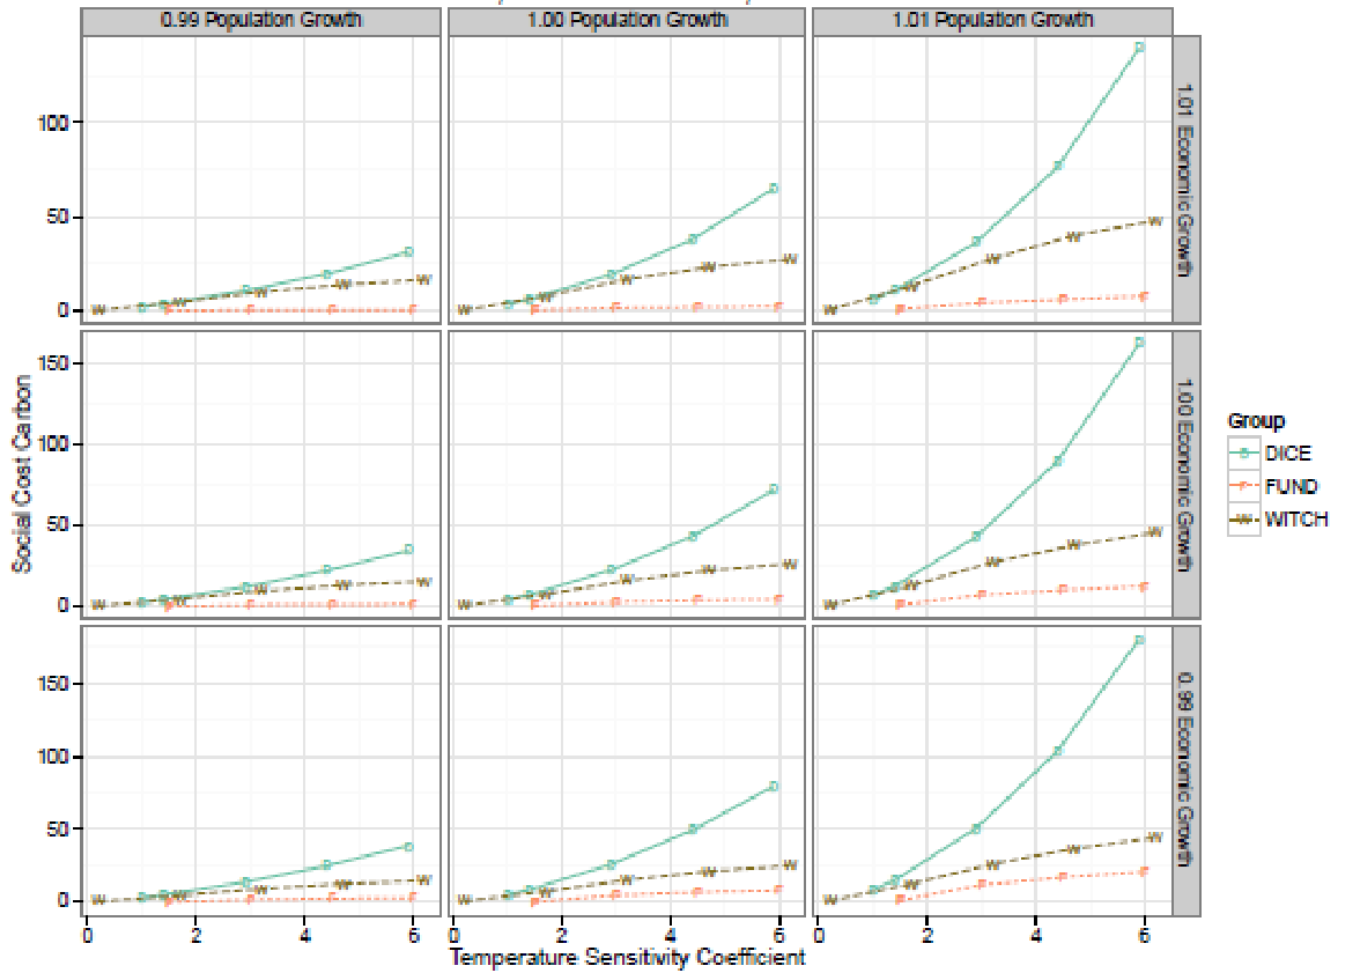 0.99 Population Growth
1.00 Population Growth
1.01 Population Growth
100
50
0
1.01 Economic Growth
150
100
50
0
1.00 Economic Growth
150
100
50
0
0.99 Economic Growth
Social Cost Carbon
0 2 4 6
0 2 4 6
0 2 4 6
Temperature Sensitivity Coefficient
Group
DICE
FUND
WITCH